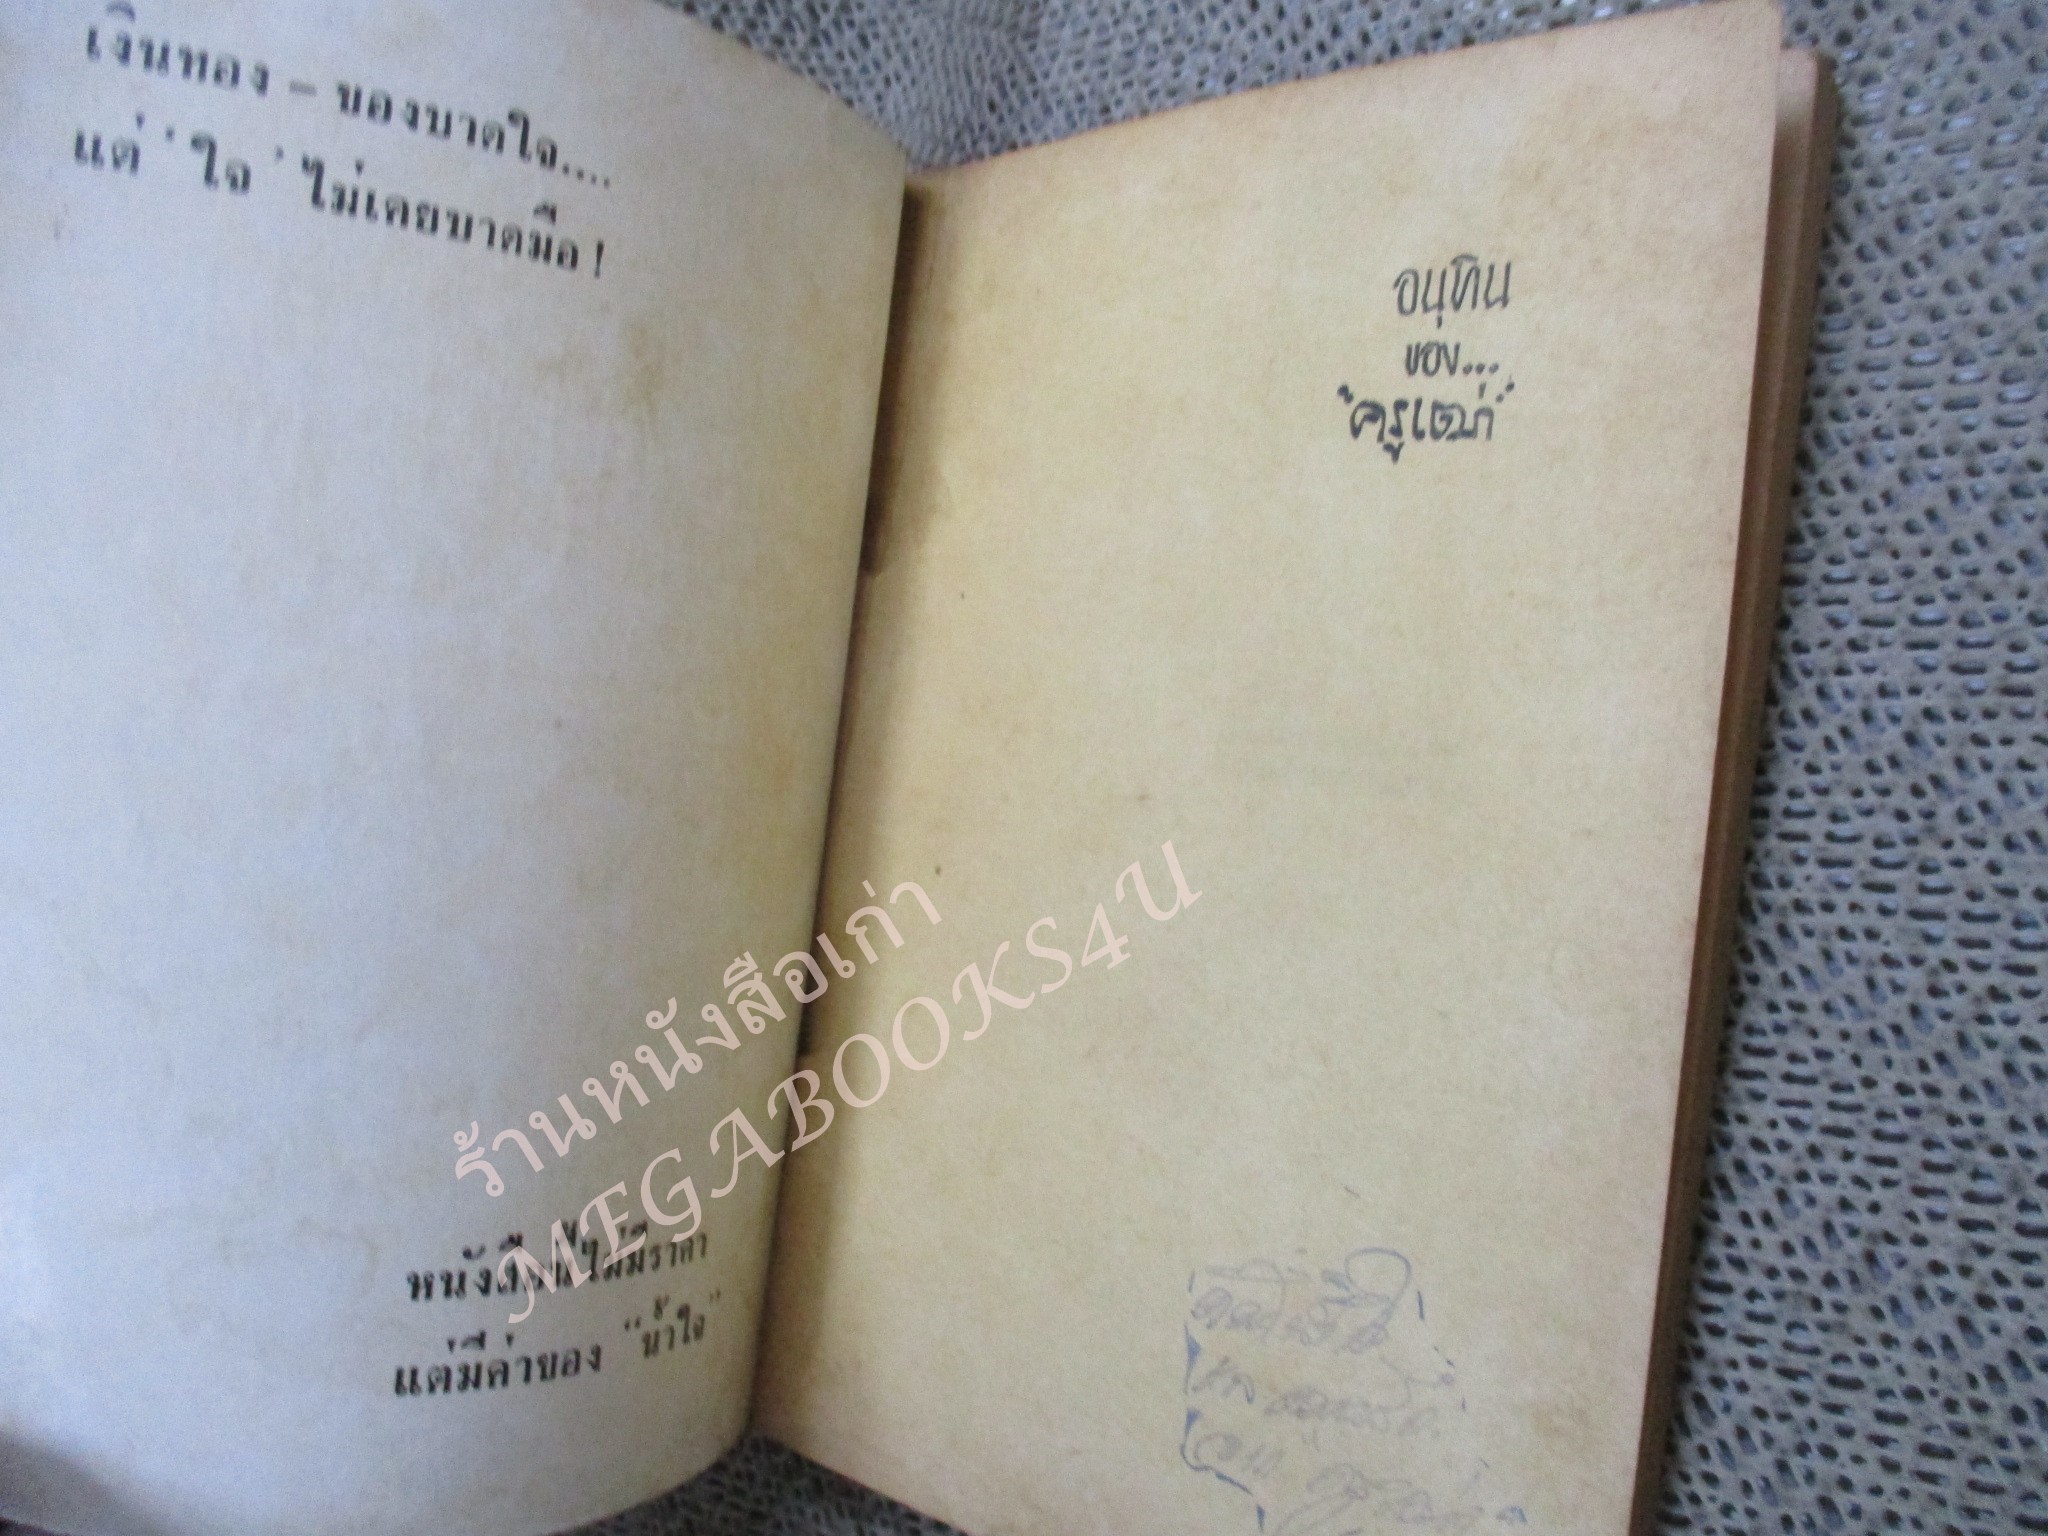 เงินทอง – ของบาดใจ....
แต่ 'ใจ' ไม่เคยขาดมือ!
หนังสือนี้ไม่มีราคา
แต่มีค่าของ "น้ำใจ"
อนุทิน
ของ...
"ครูเฒ่า"
ร้านหนังสือเก่า
MEGABOOKS4U